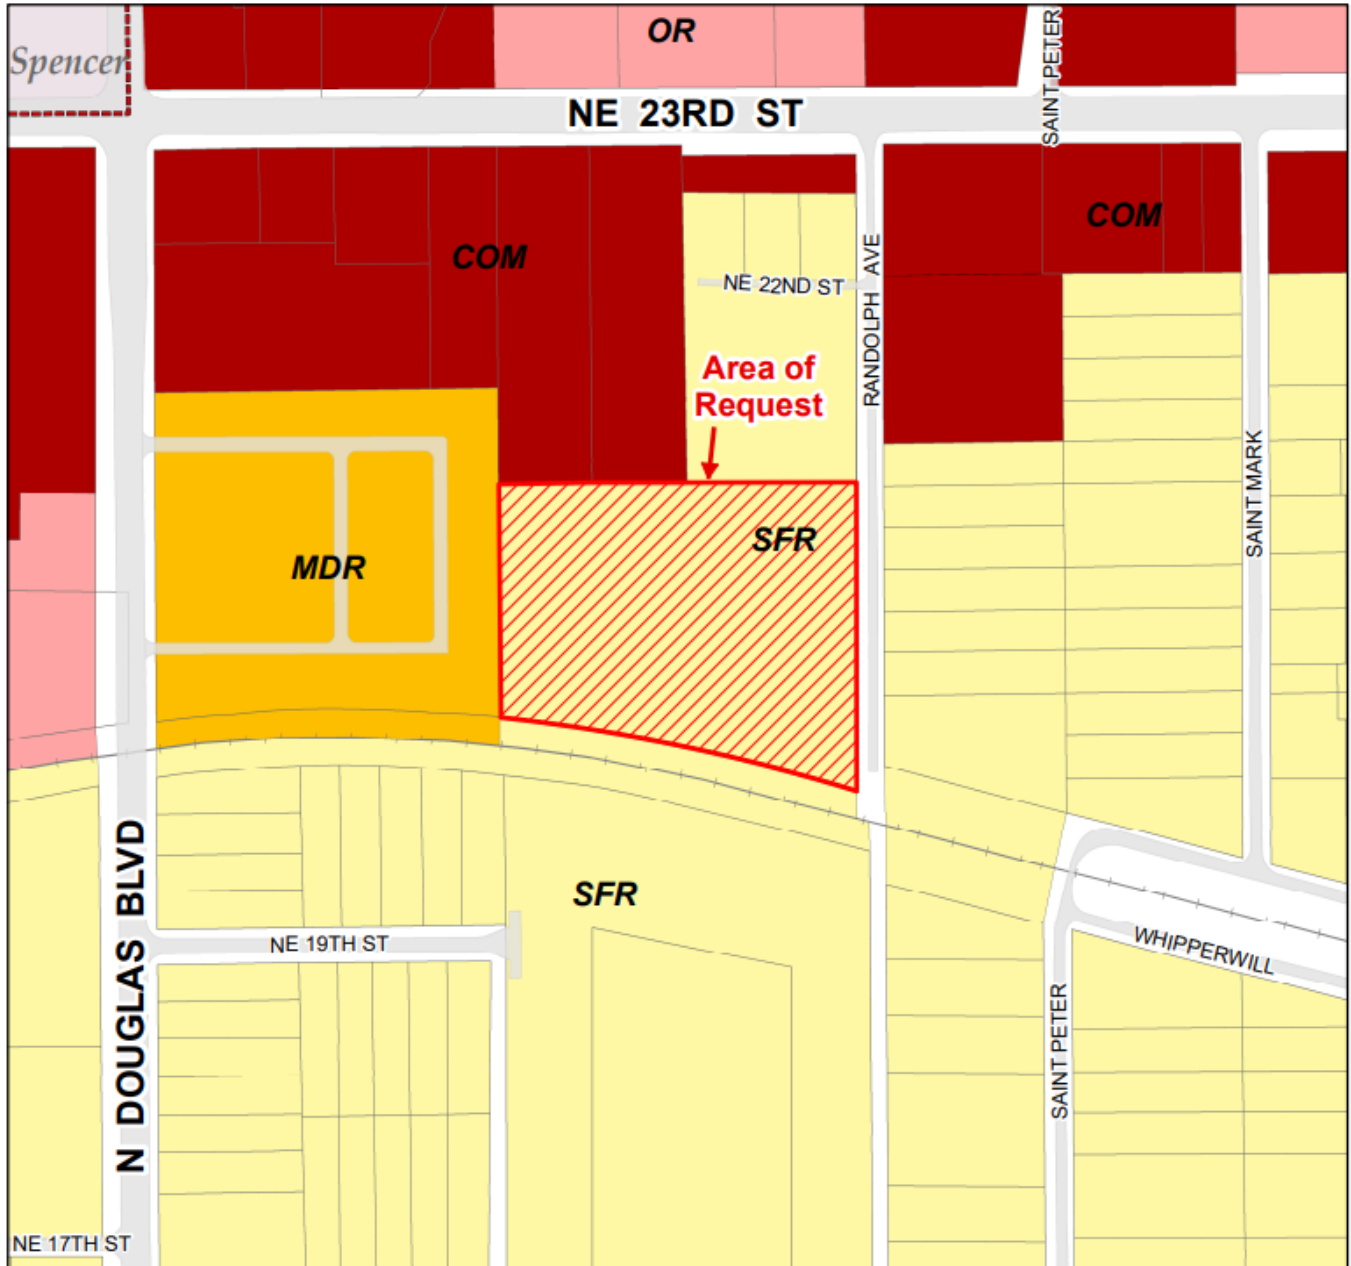 OR
Spencer
SAINT PETER
NE 23RD ST
COM
COM
NE 22ND ST
RANDOLPH AVE
Area of
Request
SAINT MARK
SFR
MDR
N DOUGLAS BLVD
SFR
NE 19TH ST
WHIPPERWILL
SAINT PETER
NE 17TH ST